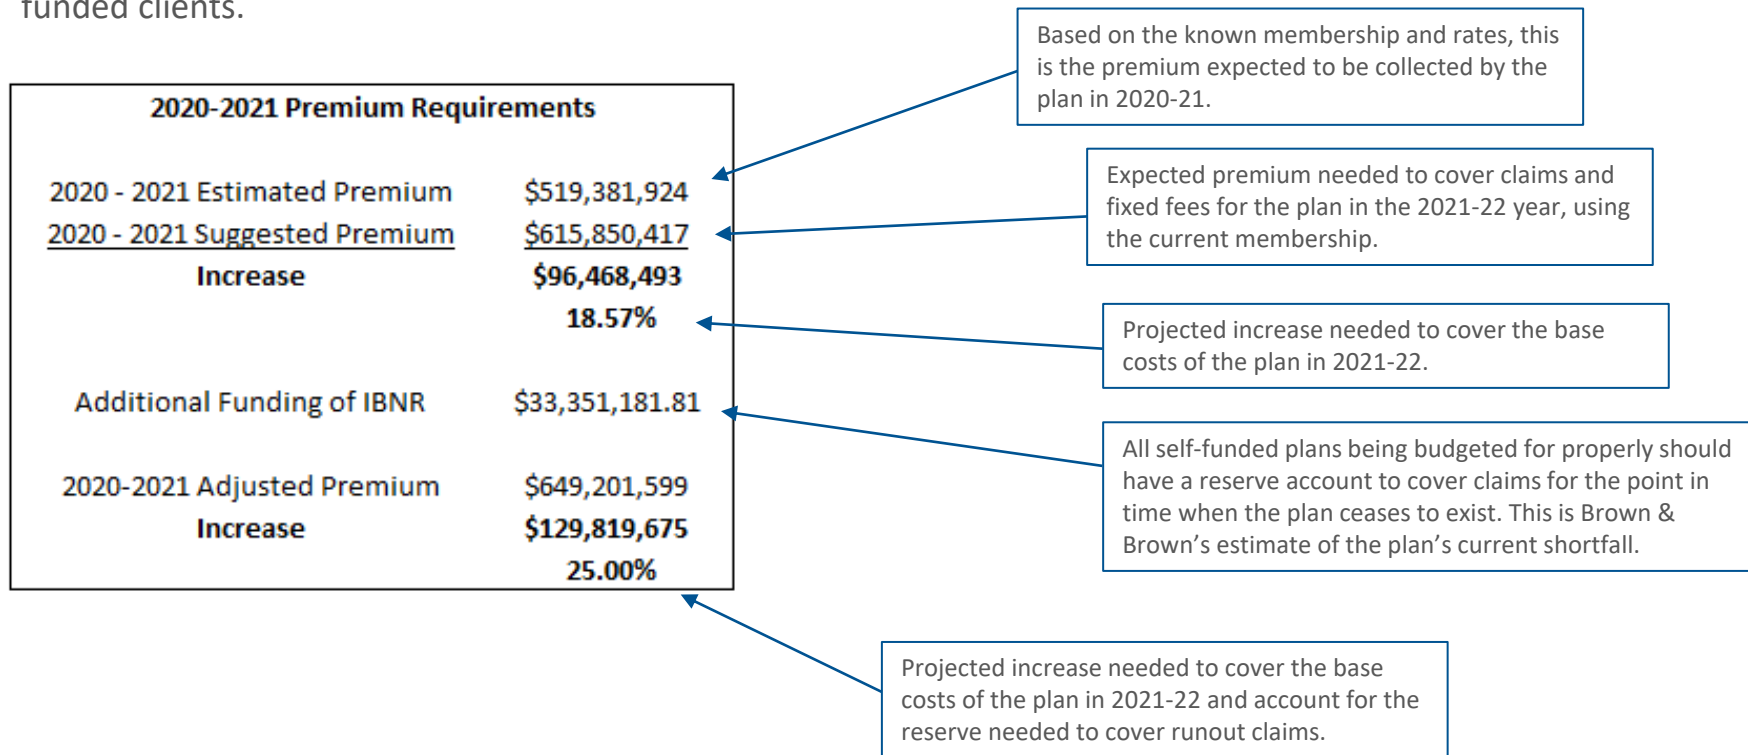 funded clients.
2020-2021 Premium Requirements
2020 - 2021 Estimated Premium $519,381,924
2020 - 2021 Suggested Premium $615,850,417
Increase $96,468,493
18.57%
Additional Funding of IBNR $33,351,181.81
2020-2021 Adjusted Premium $649,201,599
Increase $129,819,675
25.00%
Based on the known membership and rates, this
is the premium expected to be collected by the
plan in 2020-21.
Expected premium needed to cover claims and
fixed fees for the plan in the 2021-22 year, using
the current membership.
Projected increase needed to cover the base
costs of the plan in 2021-22.
All self-funded plans being budgeted for properly should
have a reserve account to cover claims for the point in
time when the plan ceases to exist. This is Brown &
Brown’s estimate of the plan’s current shortfall.
Projected increase needed to cover the base
costs of the plan in 2021-22 and account for the
reserve needed to cover runout claims.